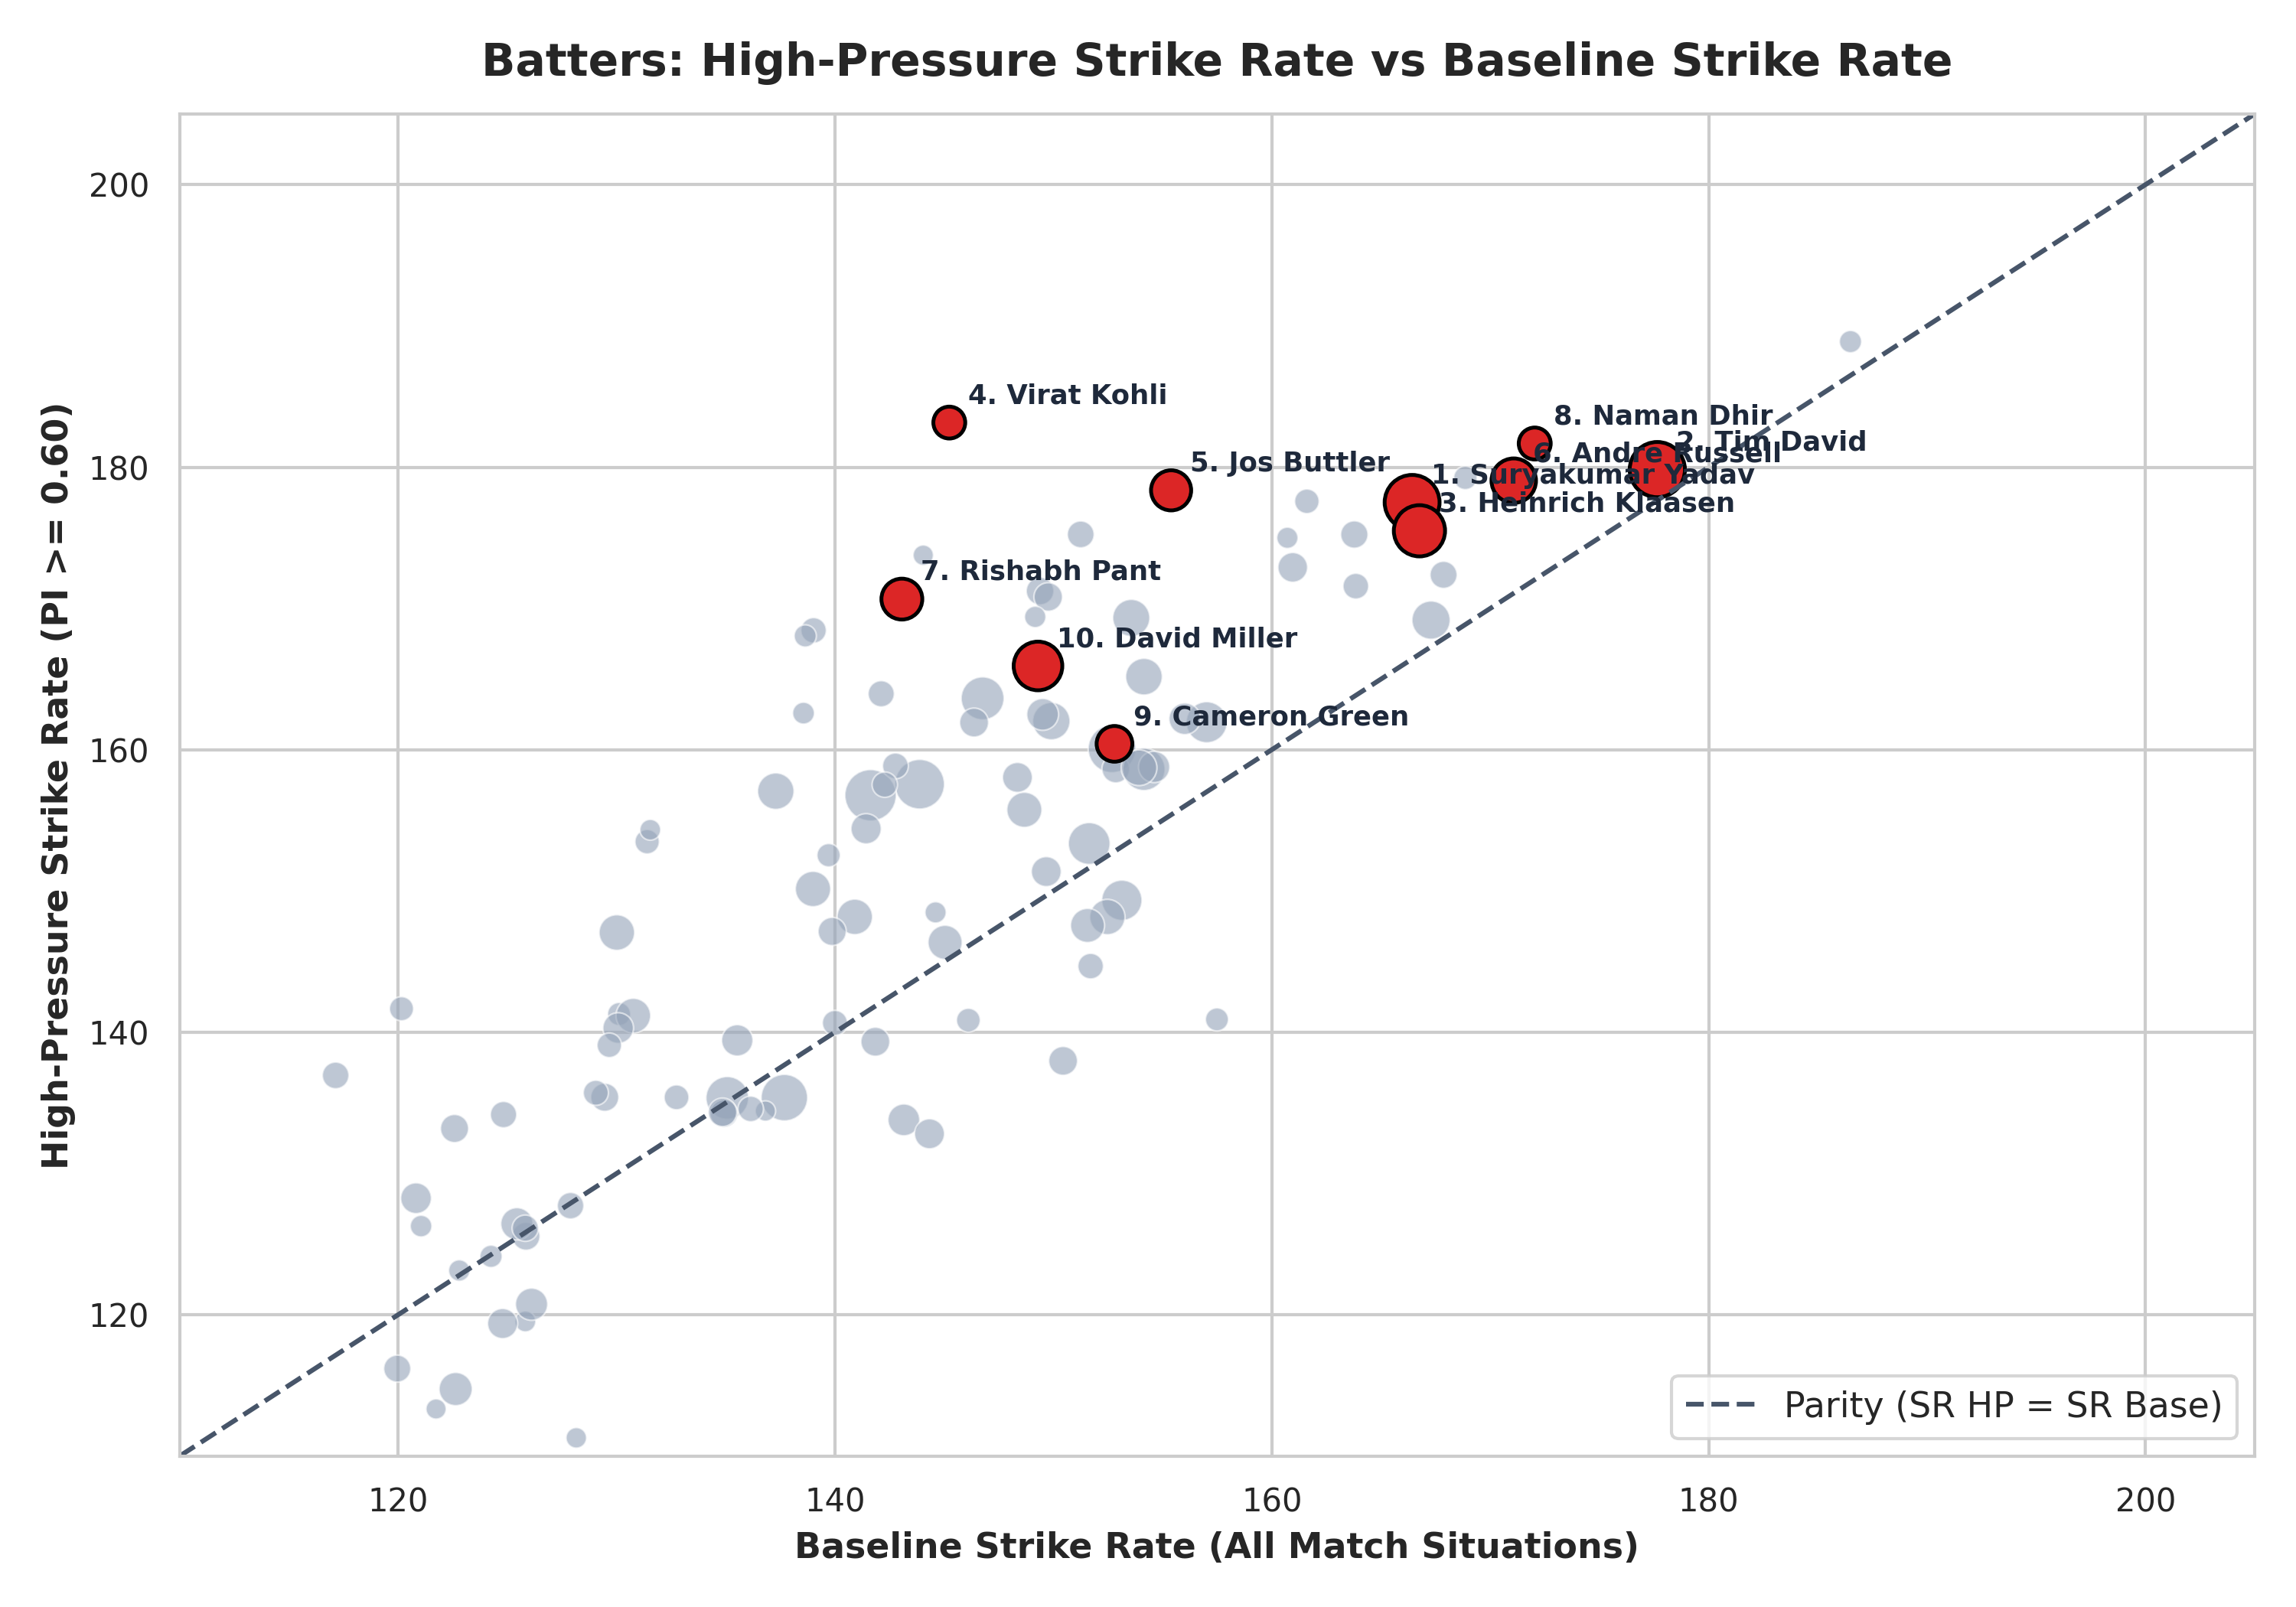 Batters: High-Pressure Strike Rate vs Baseline Strike Rate
High-Pressure Strike Rate (PI >= 0.60)
200
180
160
140
120
4. Virat Kohli
8. Naman Dhir
2. Tim David
6. Andre Russell
5. Jos Buttler
1. Suryakumar Yadav
3. Heinrich Klaasen
7. Rishabh Pant
10. David Miller
9. Cameron Green
Parity (SR HP = SR Base)
120
140
160
180
200
Baseline Strike Rate (All Match Situations)